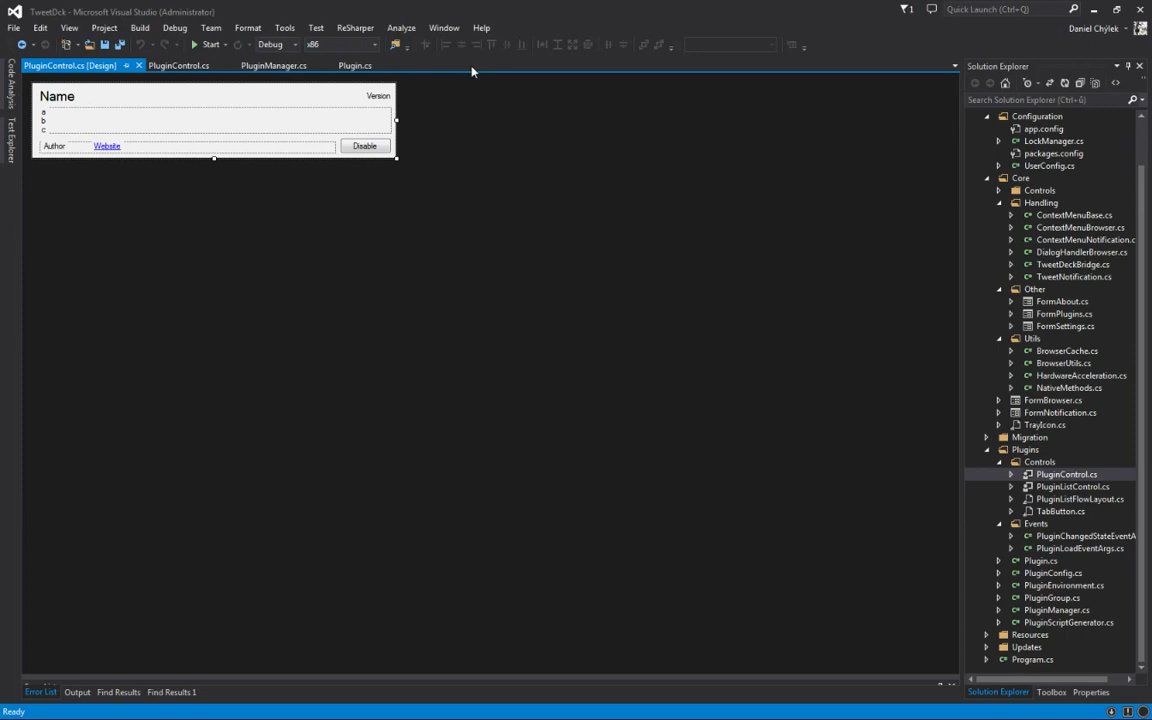 TweetDck - Microsoft Visual Studio (Administrator)
1
Quick Launch (Ctrl+Q)
FILE Edit View Project Build Debug Team Format Tools Test ReSharper Analyze Window Help
Daniel Chýlek
Start
Debug
x86
PluginControl.cs [Design]
PluginControl.cs
PluginManager.cs
Plugin.cs
Solution Explorer
Code Analysis
Test Explorer
Search Solution Explorer (Ctrl+ů)
Name
Version
a
b
c
Author
Website
Disable
Configuration
app.config
LockManager.cs
packages.config
UserConfig.cs
Core
Controls
Handling
ContextMenuBase.cs
ContextMenuBrowser.cs
ContextMenuNotification.c
DialogHandlerBrowser.cs
TweetDeckBridge.cs
TweetNotification.cs
Other
FormAbout.cs
FormPlugins.cs
FormSettings.cs
Utils
BrowserCache.cs
BrowserUtils.cs
HardwareAcceleration.cs
NativeMethods.cs
FormBrowser.cs
FormNotification.cs
TrayIcon.cs
Migration
Plugins
Controls
PluginControl.cs
PluginListControl.cs
PluginListFlowLayout.cs
TabButton.cs
Events
PluginChangedStateEventA
PluginLoadEventArgs.cs
Plugin.cs
PluginConfig.cs
PluginEnvironment.cs
PluginGroup.cs
PluginManager.cs
PluginScriptGenerator.cs
Resources
Updates
Program.cs
Error List
Output
Find Results
Find Results 1
Solution Explorer
Toolbox
Properties
Ready